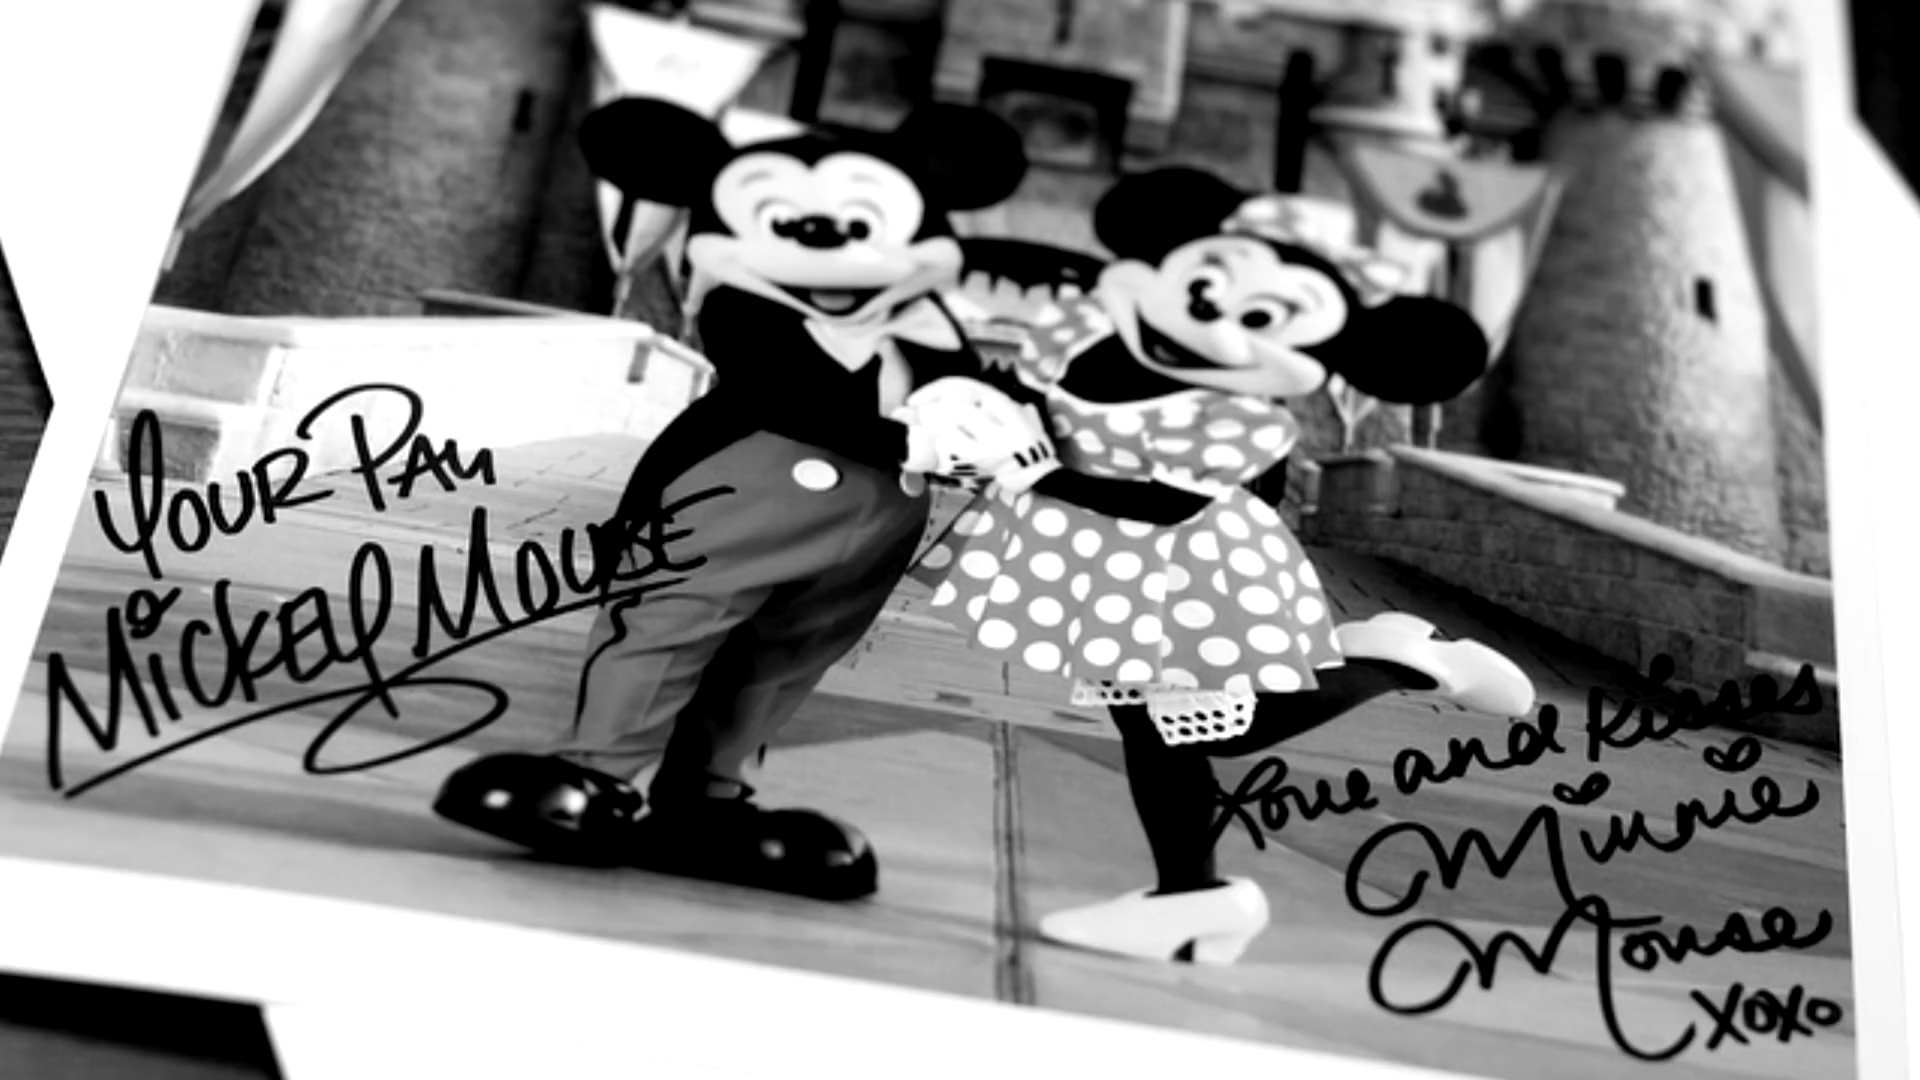 YOUR PAL
MICKEY MOUSE
Love and kisses
Minnie
Mouse
xoxo